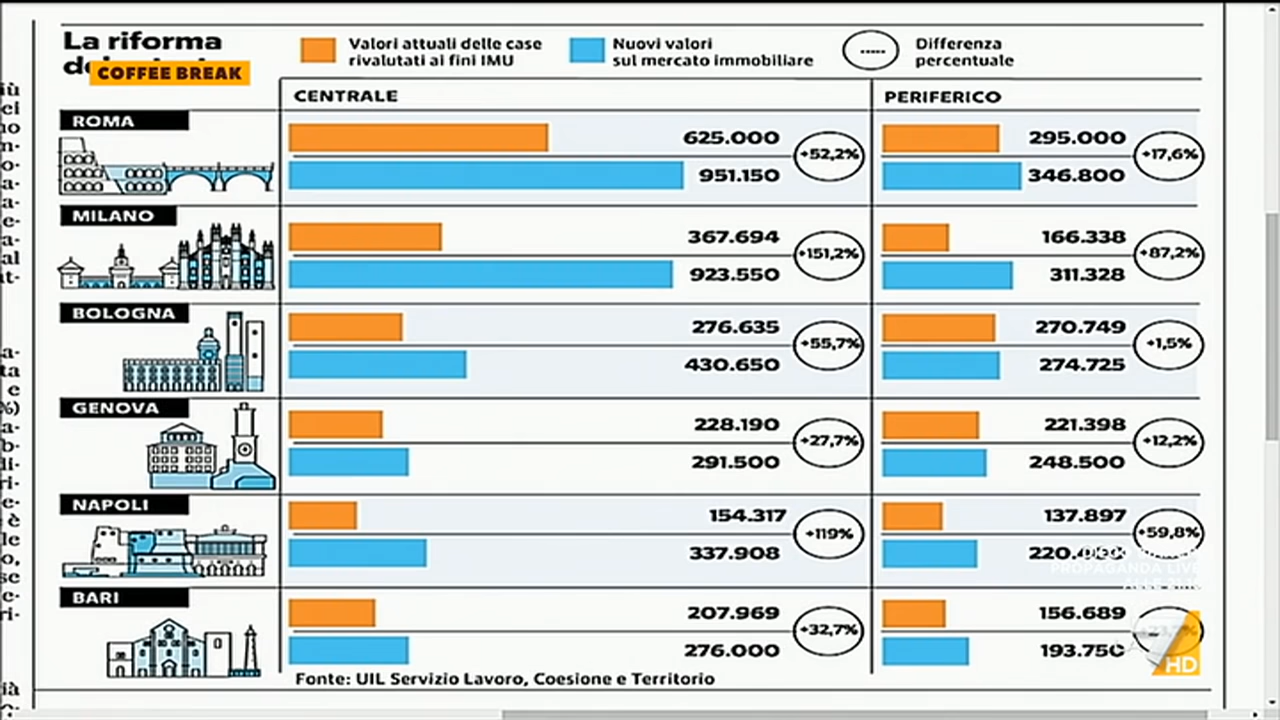 La riforma
COFFEE BREAK
Valori attuali delle case
rivalutati ai fini IMU
Nuovi valori
sul mercato immobiliare
Differenza
percentuale
CENTRALE
PERIFERICO
ROMA
625.000
951.150
+52,2%
295.000
346.800
+17,6%
MILANO
367.694
923.550
+151,2%
166.338
311.328
+87,2%
BOLOGNA
276.635
430.650
+55,7%
270.749
274.725
+1,5%
GENOVA
228.190
291.500
+27,7%
221.398
248.500
+12,2%
NAPOLI
154.317
337.908
+119%
137.897
+59,8%
PROPAGANDA LIVE
BARI
207.969
276.000
+32,7%
156.689
193.750
7
HD
Fonte: UIL Servizio Lavoro, Coesione e Territorio